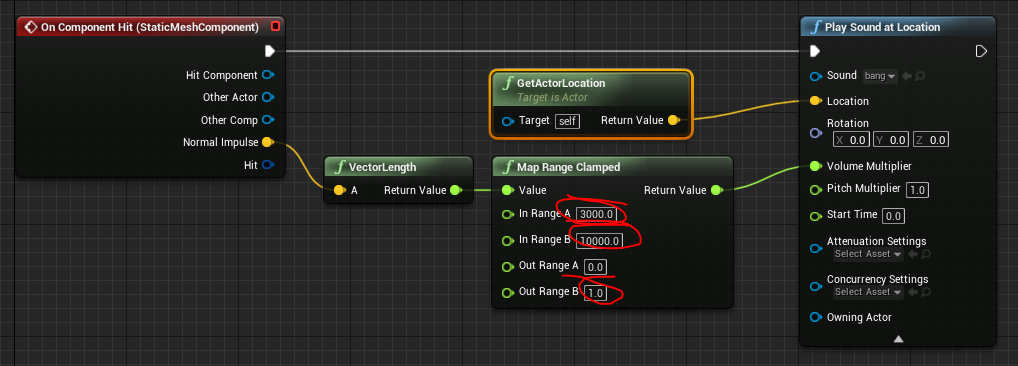 On Component Hit (StaticMeshComponent)
Hit Component
Other Actor
Other Comp
Normal Impulse
Hit
f VectorLength
A Return Value
f GetActorLocation
Target is Actor
Target self Return Value
f Map Range Clamped
Value Return Value
In Range A 3000.0
In Range B 10000.0
Out Range A 0.0
Out Range B 1.0
f Play Sound at Location
Sound bang
Location
Rotation
X 0.0 Y 0.0 Z 0.0
Volume Multiplier
Pitch Multiplier 1.0
Start Time 0.0
Attenuation Settings
Select Asset
Concurrency Settings
Select Asset
Owning Actor